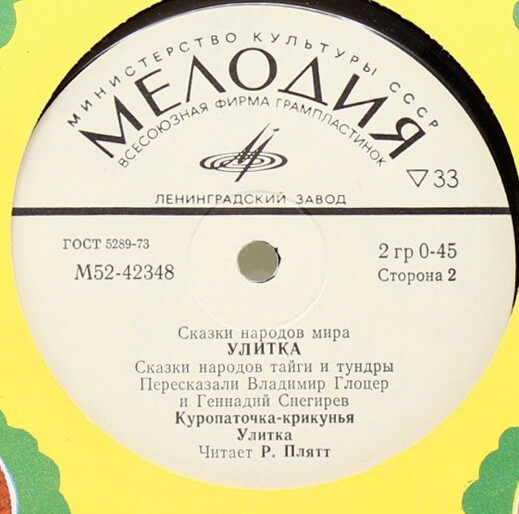 МИНИСТЕРСТВО КУЛЬТУРЫ СССР
МЕЛОДИЯ
ВСЕСОЮЗНАЯ ФИРМА ГРАМПЛАСТИНОК
▽33
ЛЕНИНГРАДСКИЙ ЗАВОД
ГОСТ 5289-73
М52-42348
2 гр 0-45
Сторона 2
Сказки народов мира
УЛИТКА
Сказки народов тайги и тундры
Пересказали Владимир Глоцер
и Геннадий Снегирев
Куропаточка-крикунья
Улитка
Читает Р. Плятт